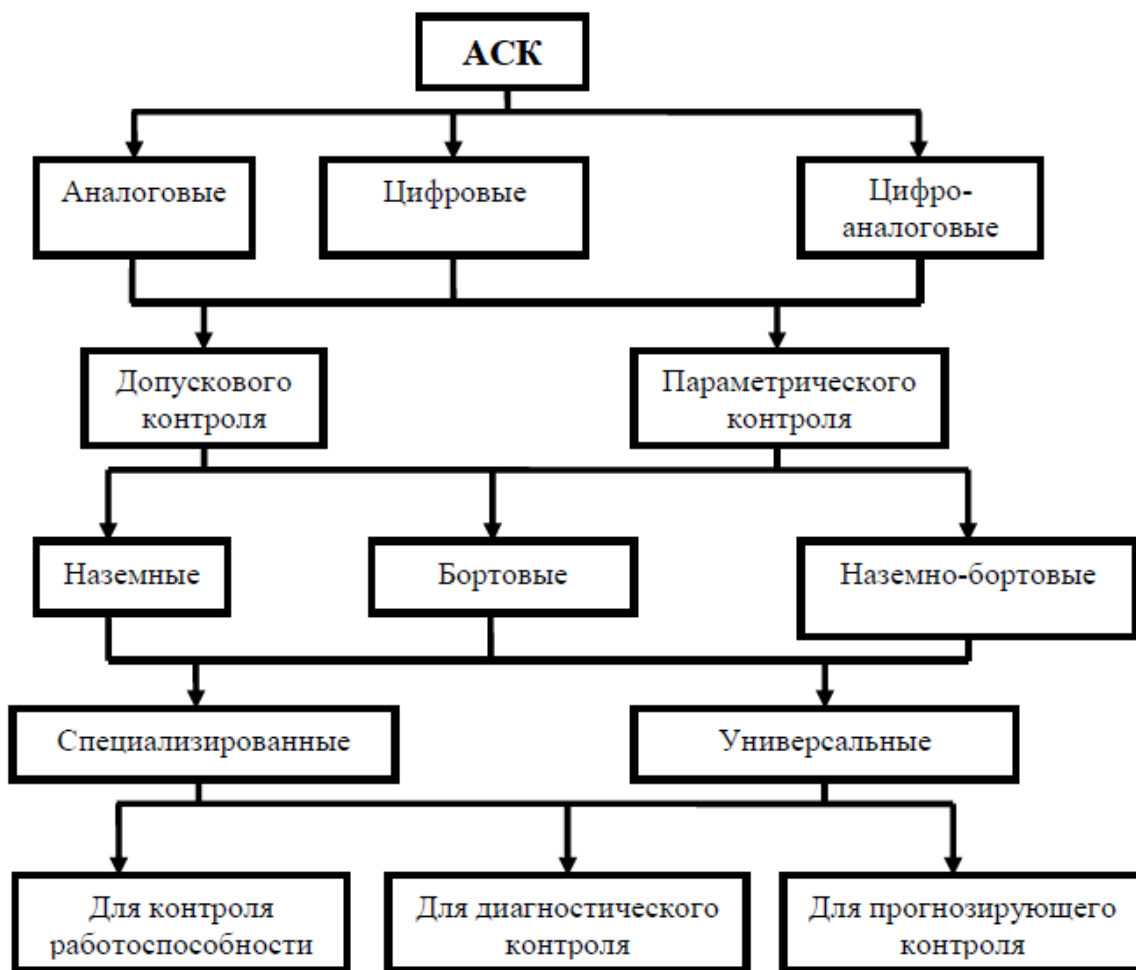 АСК
Аналоговые
Цифровые
Цифро-
аналоговые
Допускового
контроля
Параметрического
контроля
Наземные
Бортовые
Наземно-бортовые
Специализированные
Универсальные
Для контроля
работоспособности
Для диагностического
контроля
Для прогнозирующего
контроля